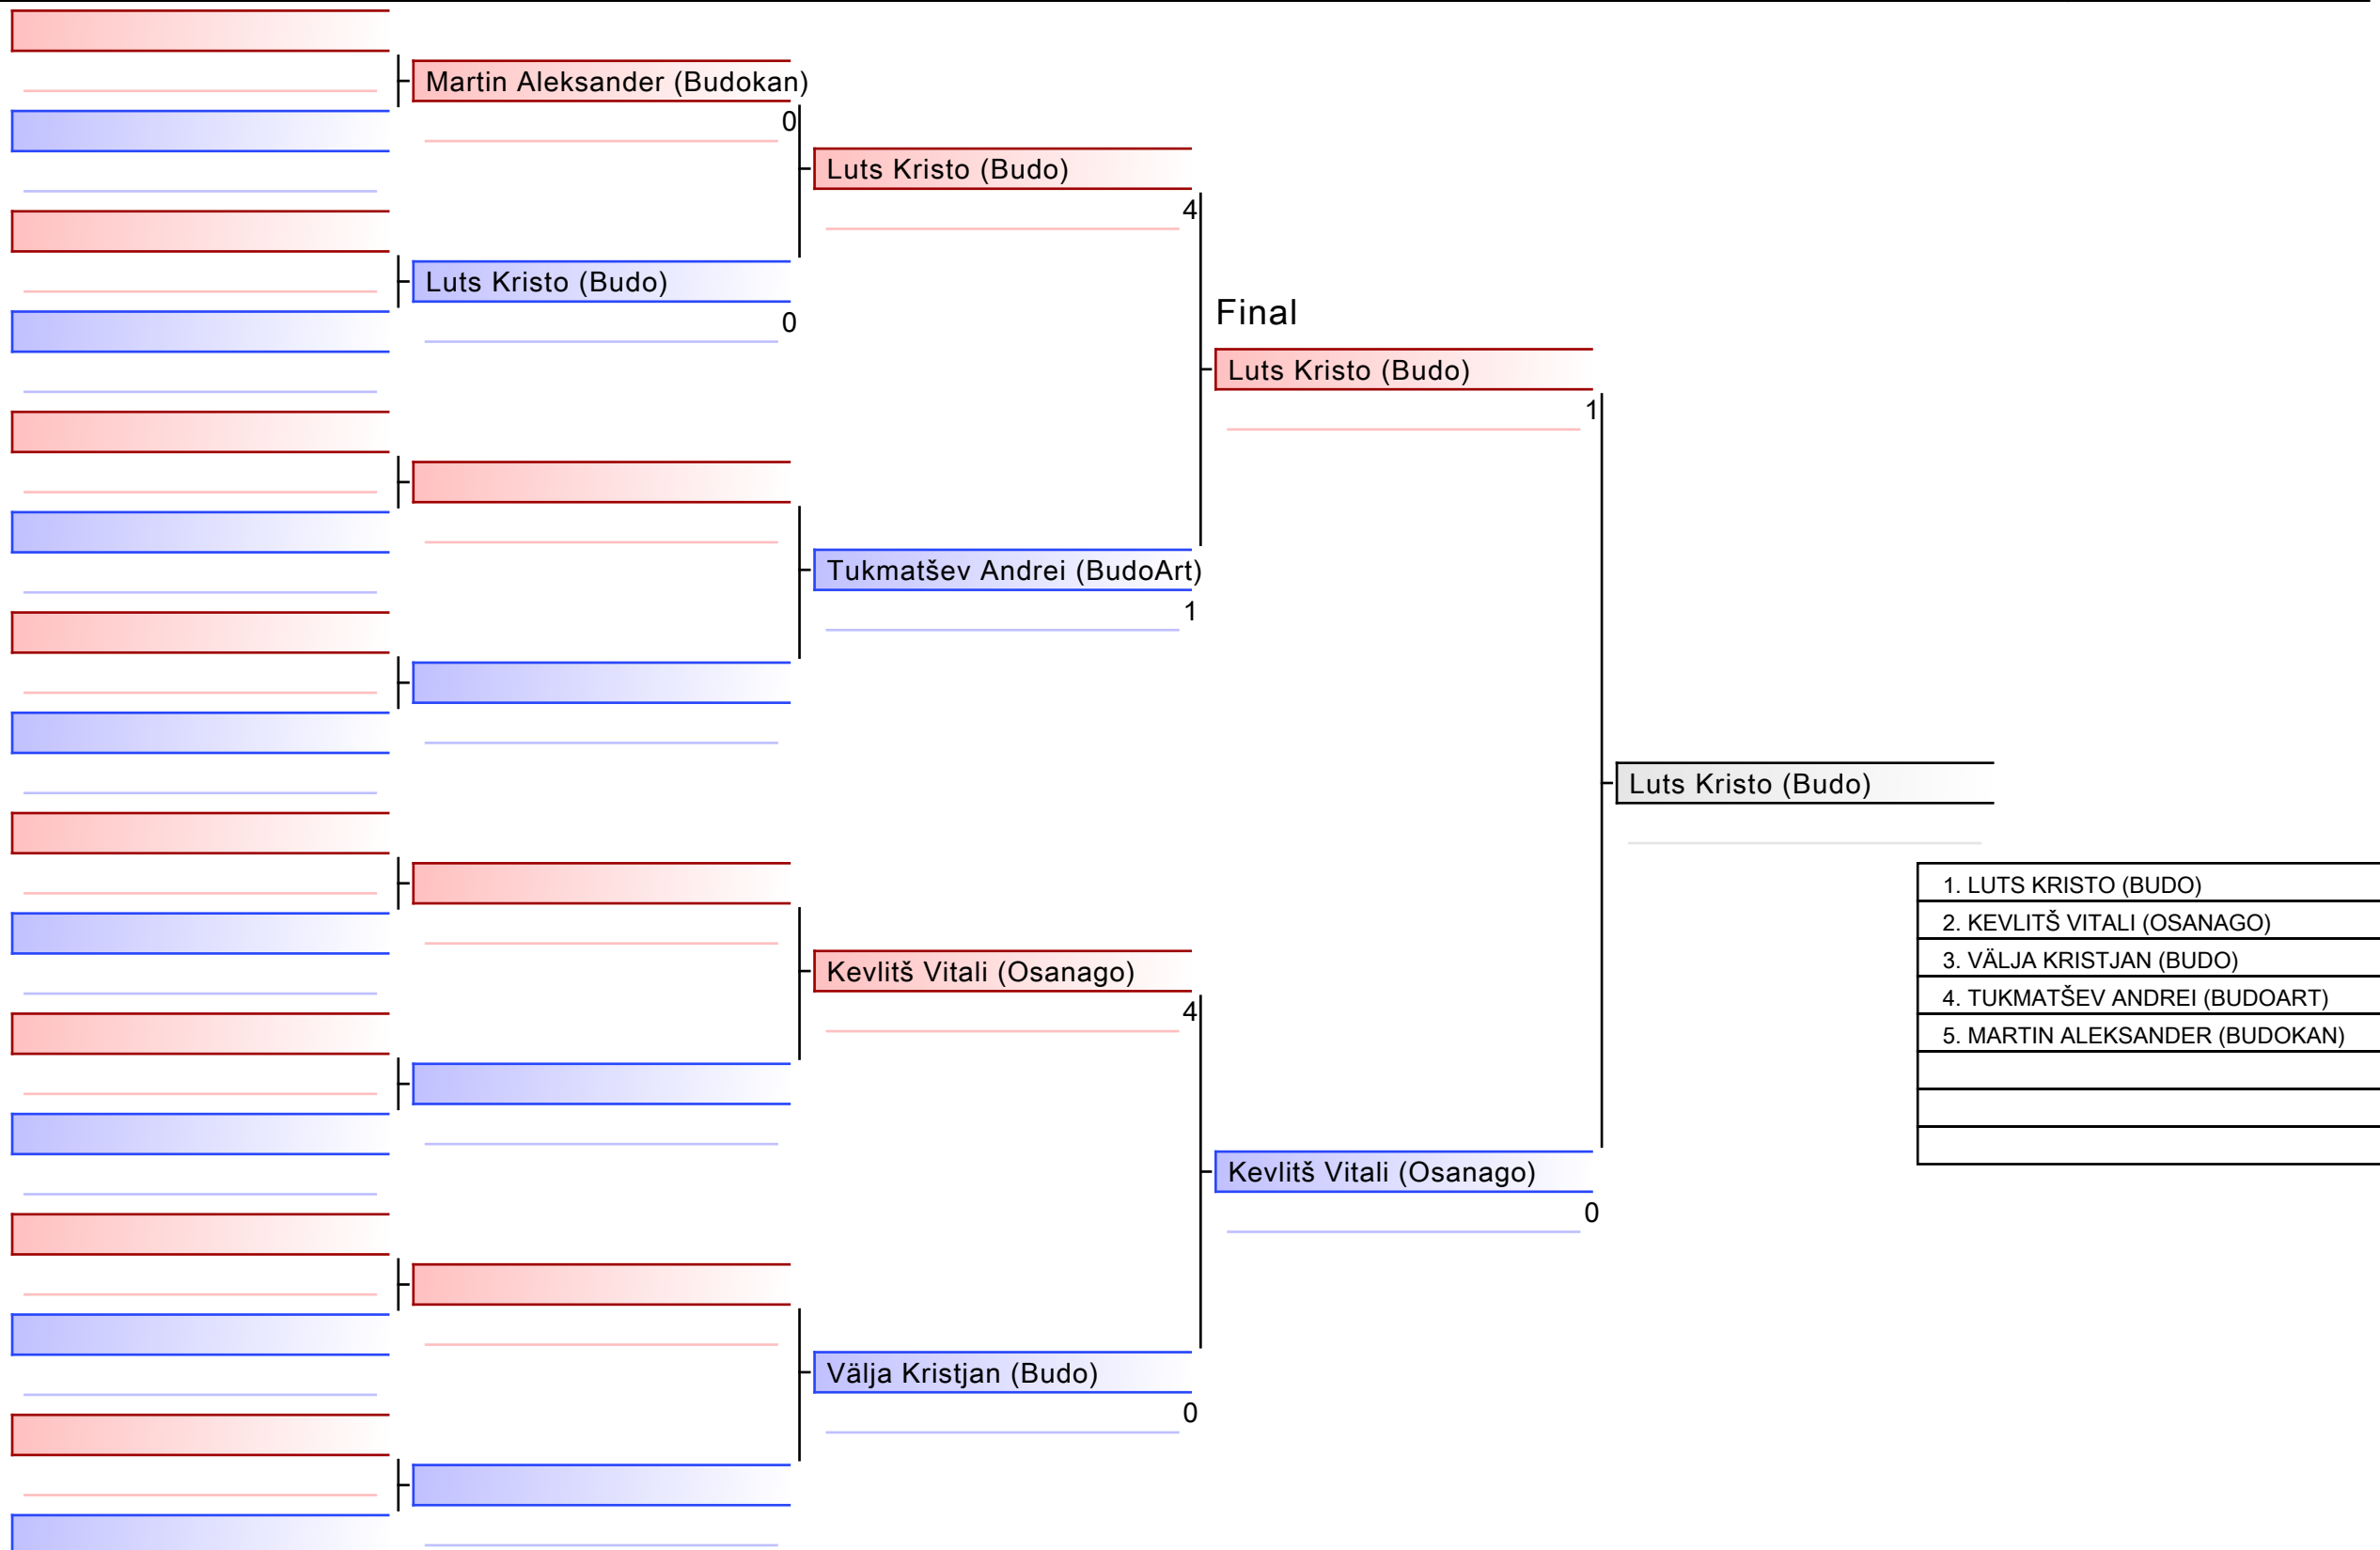 Martin Aleksander (Budokan)
0
Luts Kristo (Budo)
0
Luts Kristo (Budo)
4
Tukmatšev Andrei (BudoArt)
1
Kevlitš Vitali (Osanago)
4
Välja Kristjan (Budo)
0
Final
Luts Kristo (Budo)
1
Kevlitš Vitali (Osanago)
0
Luts Kristo (Budo)
1. LUTS KRISTO (BUDO)
2. KEVLITŠ VITALI (OSANAGO)
3. VÄLJA KRISTJAN (BUDO)
4. TUKMATŠEV ANDREI (BUDOART)
5. MARTIN ALEKSANDER (BUDOKAN)